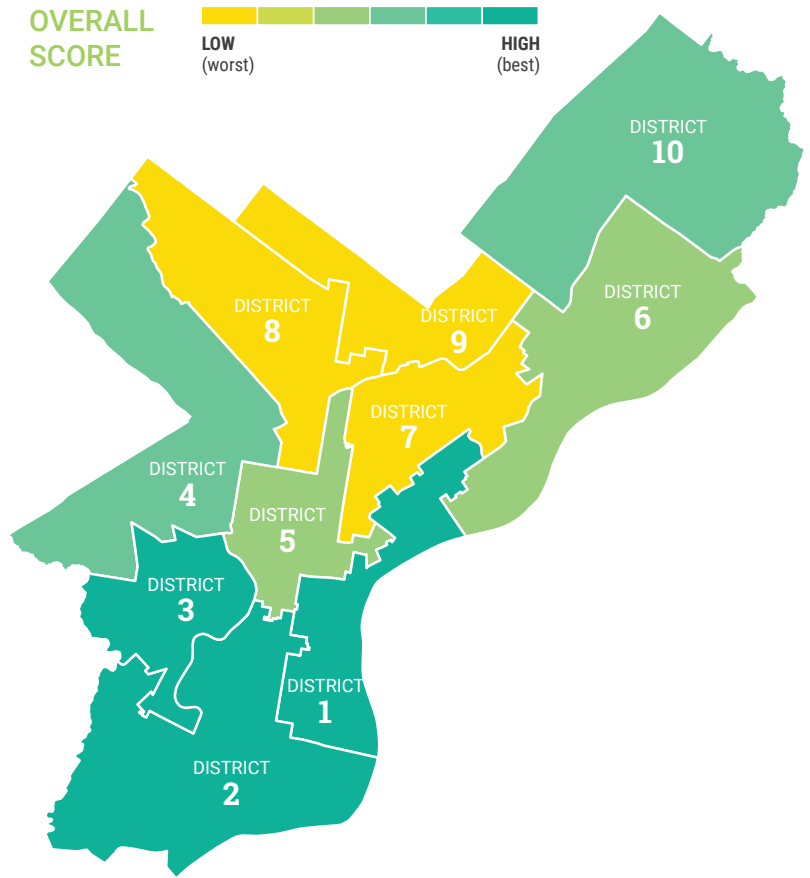 OVERALL
SCORE
LOW
(worst)
HIGH
(best)
DISTRICT
10
DISTRICT
6
DISTRICT
8
DISTRICT
9
DISTRICT
7
DISTRICT
4
DISTRICT
5
DISTRICT
3
DISTRICT
1
DISTRICT
2